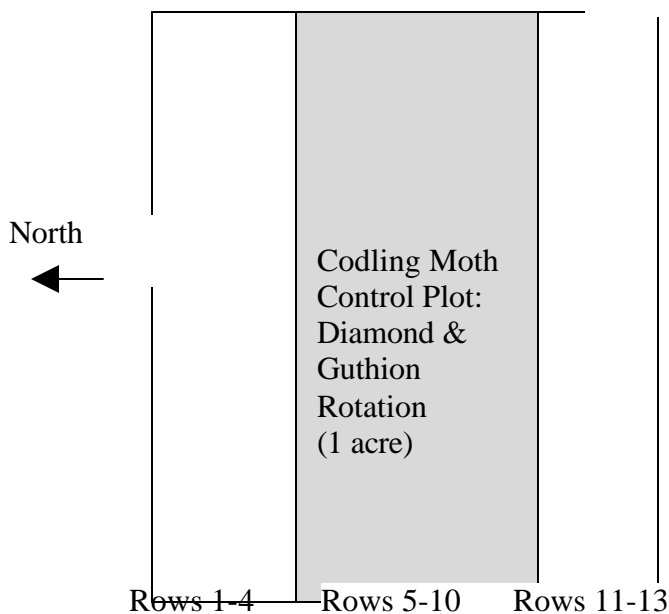 North
Codling Moth
Control Plot:
Diamond &
Guthion
Rotation
(1 acre)
Rows 1-4 Rows 5-10 Rows 11-13